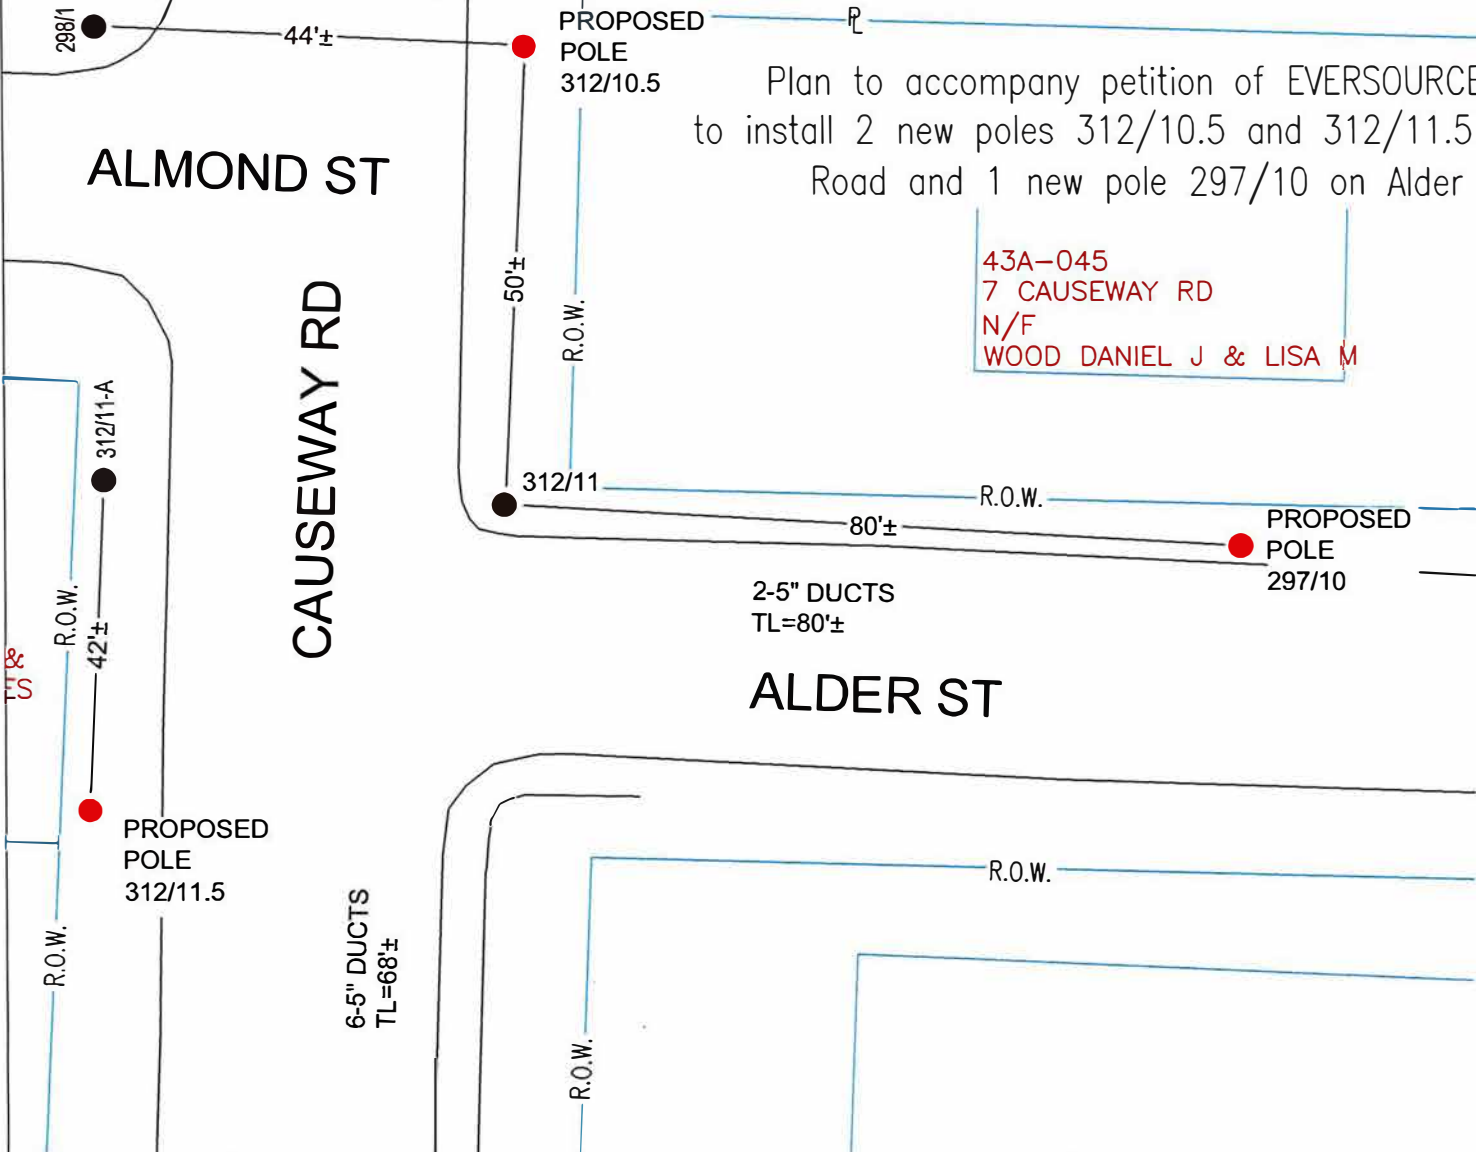 298/1
44'±
PROPOSED
POLE
312/10.5
PL
Plan to accompany petition of EVERSOURCE
to install 2 new poles 312/10.5 and 312/11.5
Road and 1 new pole 297/10 on Alder
ALMOND ST
43A-045
7 CAUSEWAY RD
N/F
WOOD DANIEL J & LISA M
50'±
R.O.W.
CAUSEWAY RD
312/11-A
312/11
R.O.W.
80'±
PROPOSED
POLE
297/10
2-5" DUCTS
TL=80'±
R.O.W.
42'±
&
ES
ALDER ST
PROPOSED
POLE
312/11.5
R.O.W.
6-5" DUCTS
TL=68'±
R.O.W.
R.O.W.